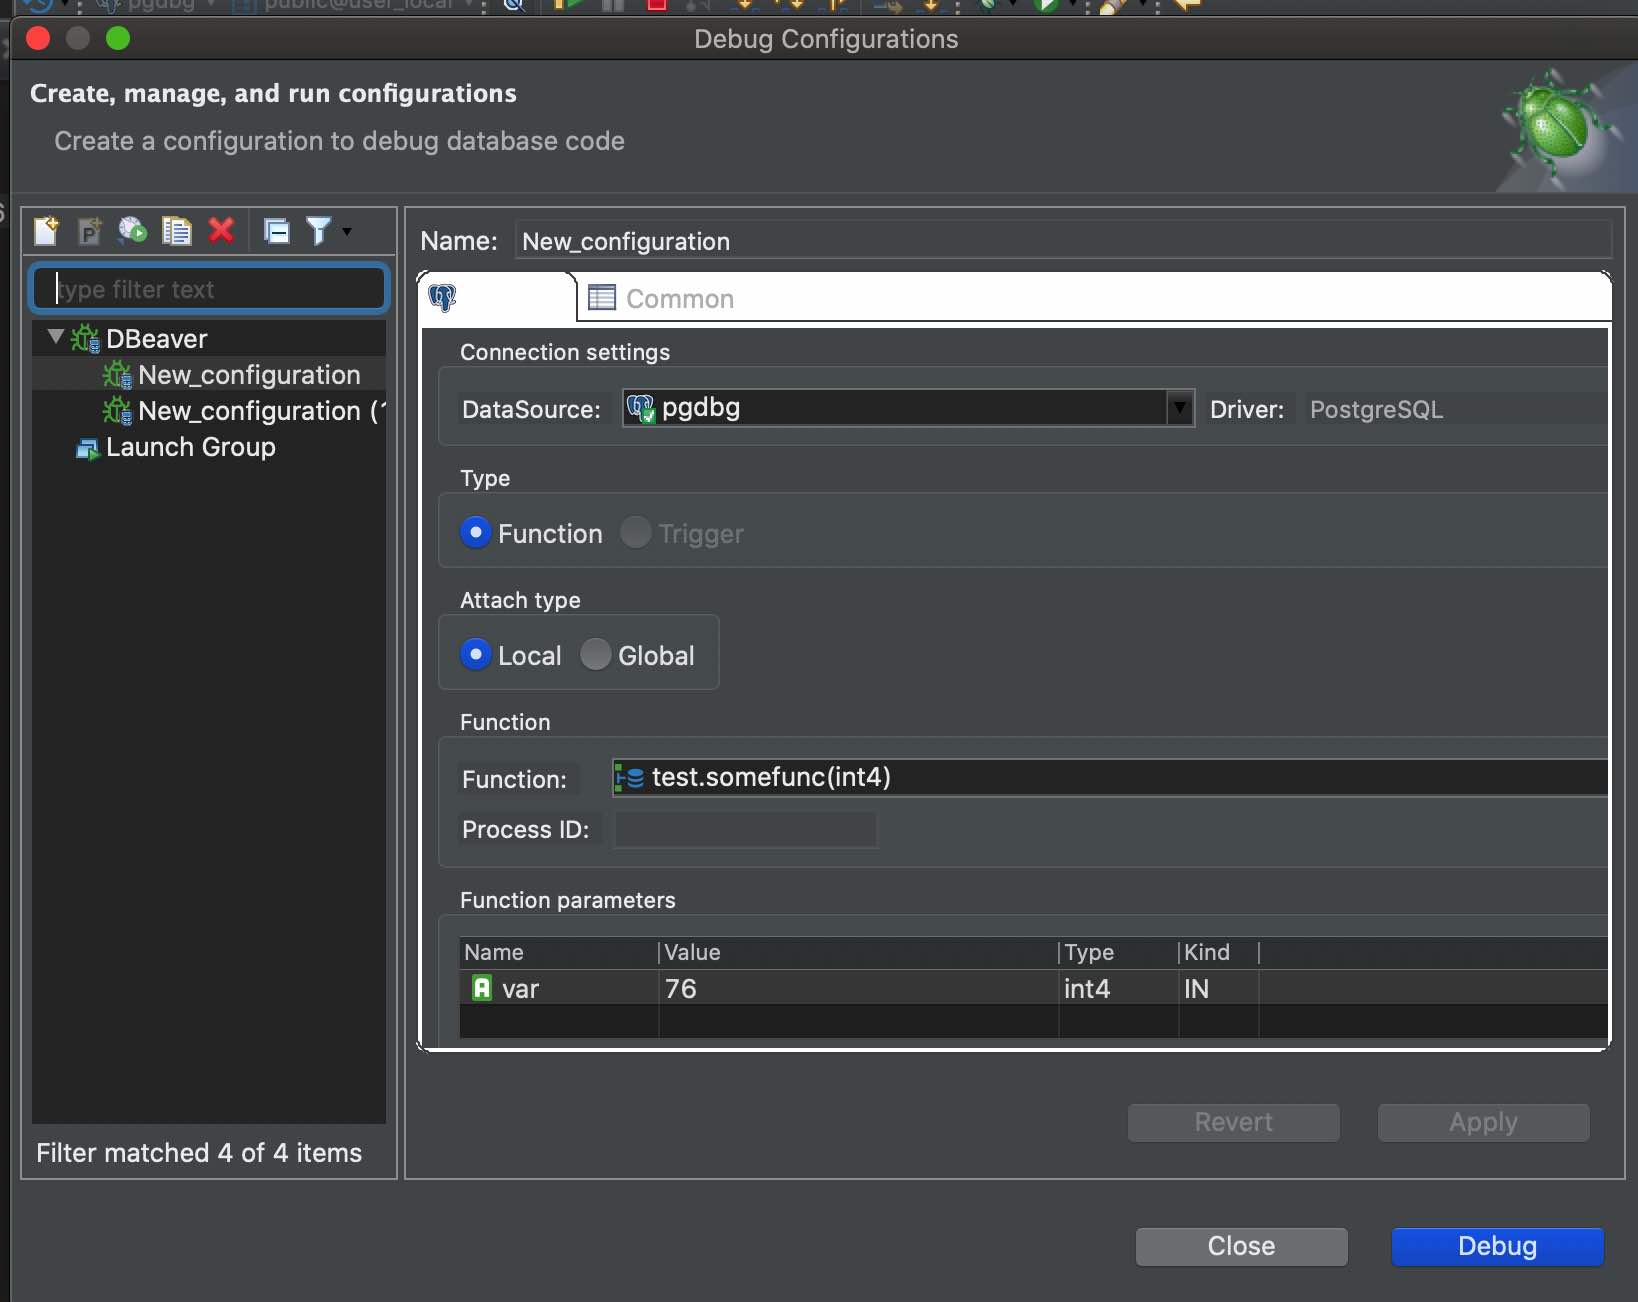 pgdbg public@user_local
Debug Configurations
Create, manage, and run configurations
Create a configuration to debug database code
Name: New_configuration
type filter text
Common
DBeaver
New_configuration
New_configuration (
Launch Group
Connection settings
DataSource: pgdbg Driver: PostgreSQL
Type
Function Trigger
Attach type
Local Global
Function
Function: test.somefunc(int4)
Process ID:
Function parameters
Name Value Type Kind
var 76 int4 IN
Filter matched 4 of 4 items
Revert Apply
Close Debug